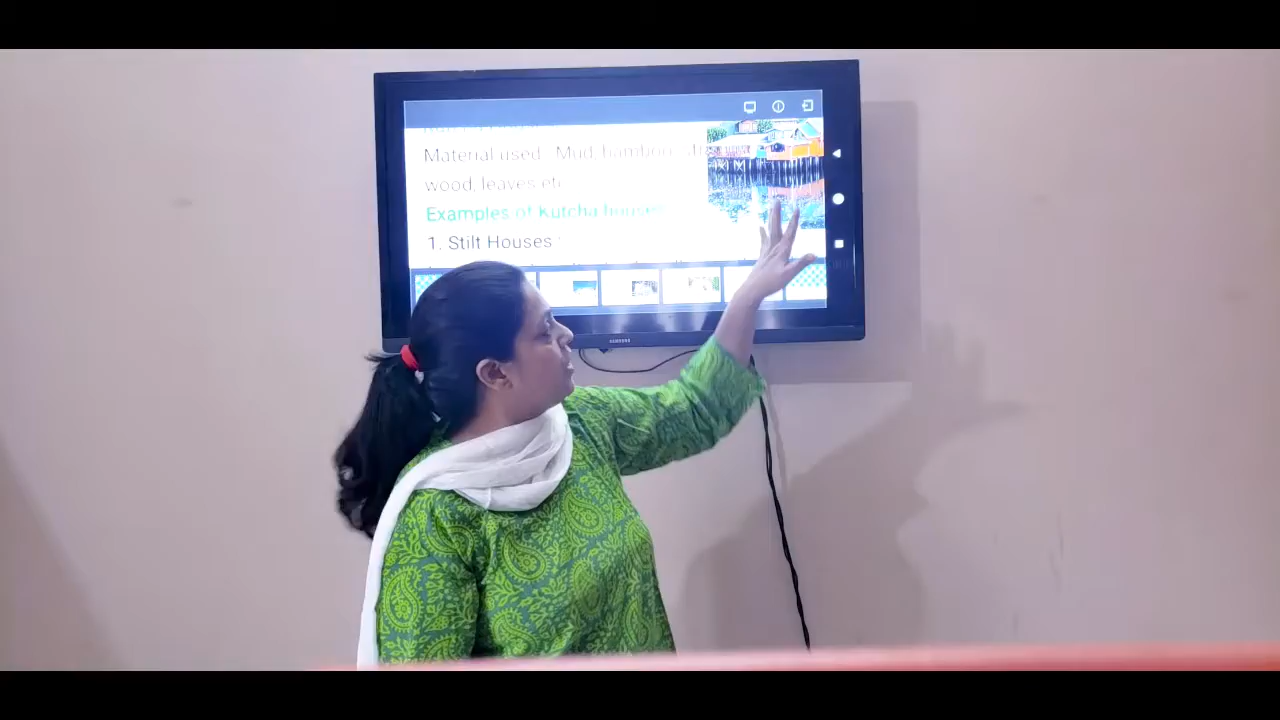 Material used : Mud, bamboo,
wood, leaves etc
Examples of Kutcha houses
1. Stilt Houses :
SAMSUNG